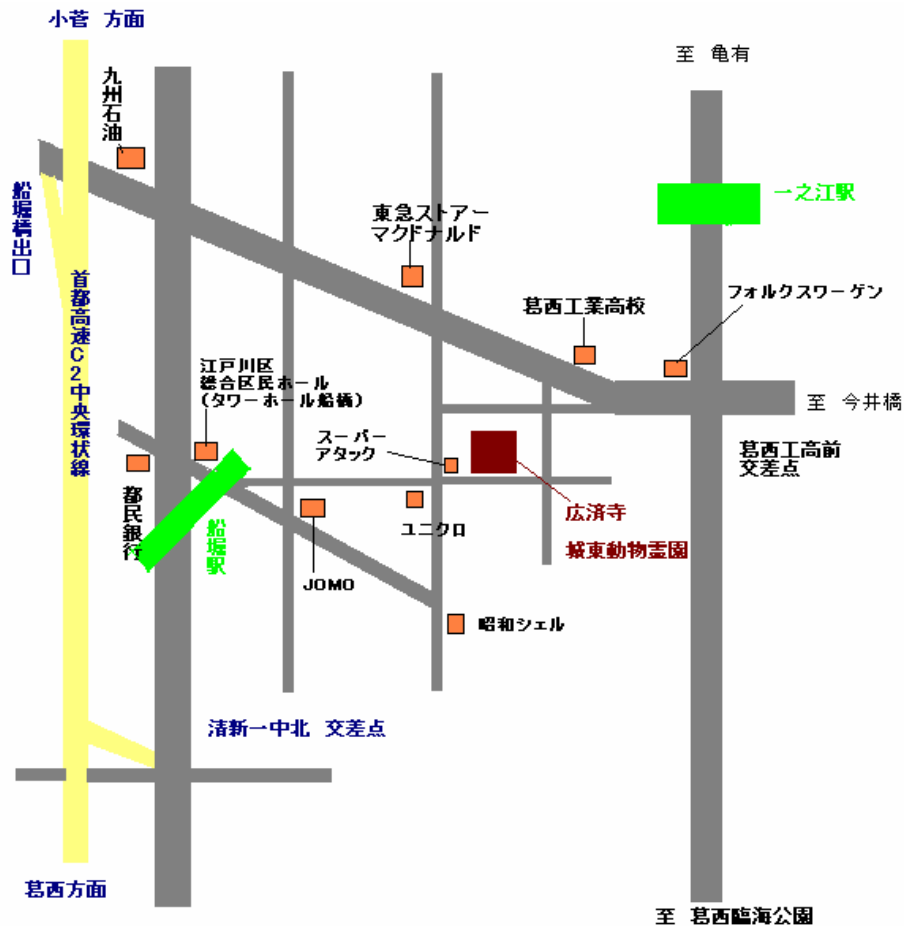 小菅 方面
至 亀有
九州石油
一之江駅
船堀橋出口
東急ストアー
マクドナルド
首都高速C2中央環状線
フォルクスワーゲン
葛西工業高校
江戸川区
総合区民ホール
(タワーホール船橋)
至 今井橋
スーパー
アタック
葛西工高前
交差点
都民銀行
船堀駅
ユニクロ
広済寺
城東動物霊園
JOMO
昭和シェル
清新一中北 交差点
葛西方面
至 葛西臨海公園